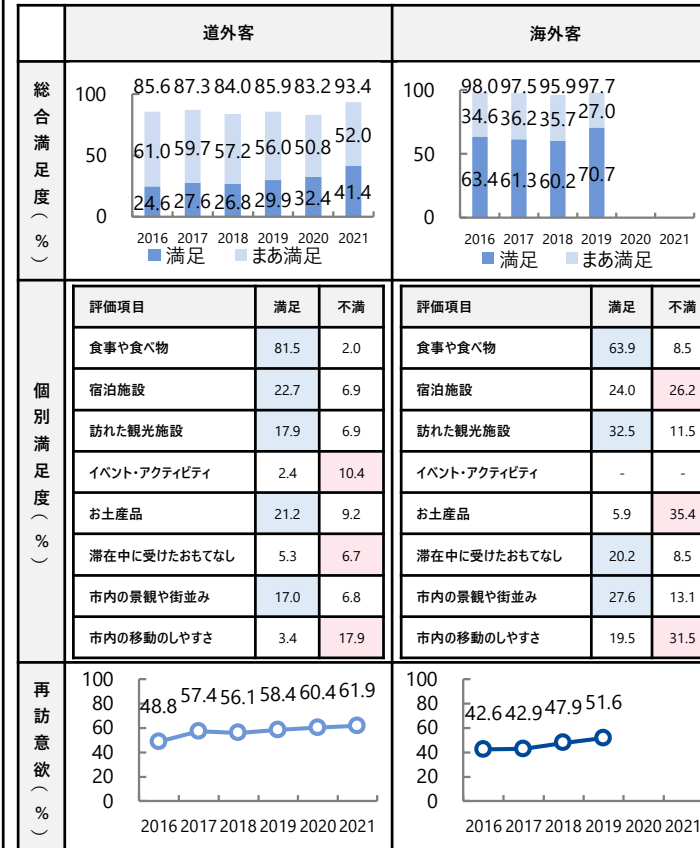 道外客 海外客
総合満足度（％）
85.6 87.3 84.0 85.9 83.2 93.4
100
61.0 59.7 57.2 56.0 50.8 52.0
50
24.6 27.6 26.8 29.9 32.4 41.4
0
2016 2017 2018 2019 2020 2021
満足 まあ満足
98.0 97.5 95.9 97.7
100
34.6 36.2 35.7 27.0
50
63.4 61.3 60.2 70.7
0
2016 2017 2018 2019 2020 2021
満足 まあ満足
個別満足度（％）
評価項目 満足 不満
食事や食べ物 81.5 2.0
宿泊施設 22.7 6.9
訪れた観光施設 17.9 6.9
イベント・アクティビティ 2.4 10.4
お土産品 21.2 9.2
滞在中に受けたおもてなし 5.3 6.7
市内の景観や街並み 17.0 6.8
市内の移動のしやすさ 3.4 17.9
評価項目 満足 不満
食事や食べ物 63.9 8.5
宿泊施設 24.0 26.2
訪れた観光施設 32.5 11.5
イベント・アクティビティ - -
お土産品 5.9 35.4
滞在中に受けたおもてなし 20.2 8.5
市内の景観や街並み 27.6 13.1
市内の移動のしやすさ 19.5 31.5
再訪意欲（％）
100
80
60
40
20
0
48.8 57.4 56.1 58.4 60.4 61.9
2016 2017 2018 2019 2020 2021
100
80
60
40
20
0
42.6 42.9 47.9 51.6
2016 2017 2018 2019 2020 2021